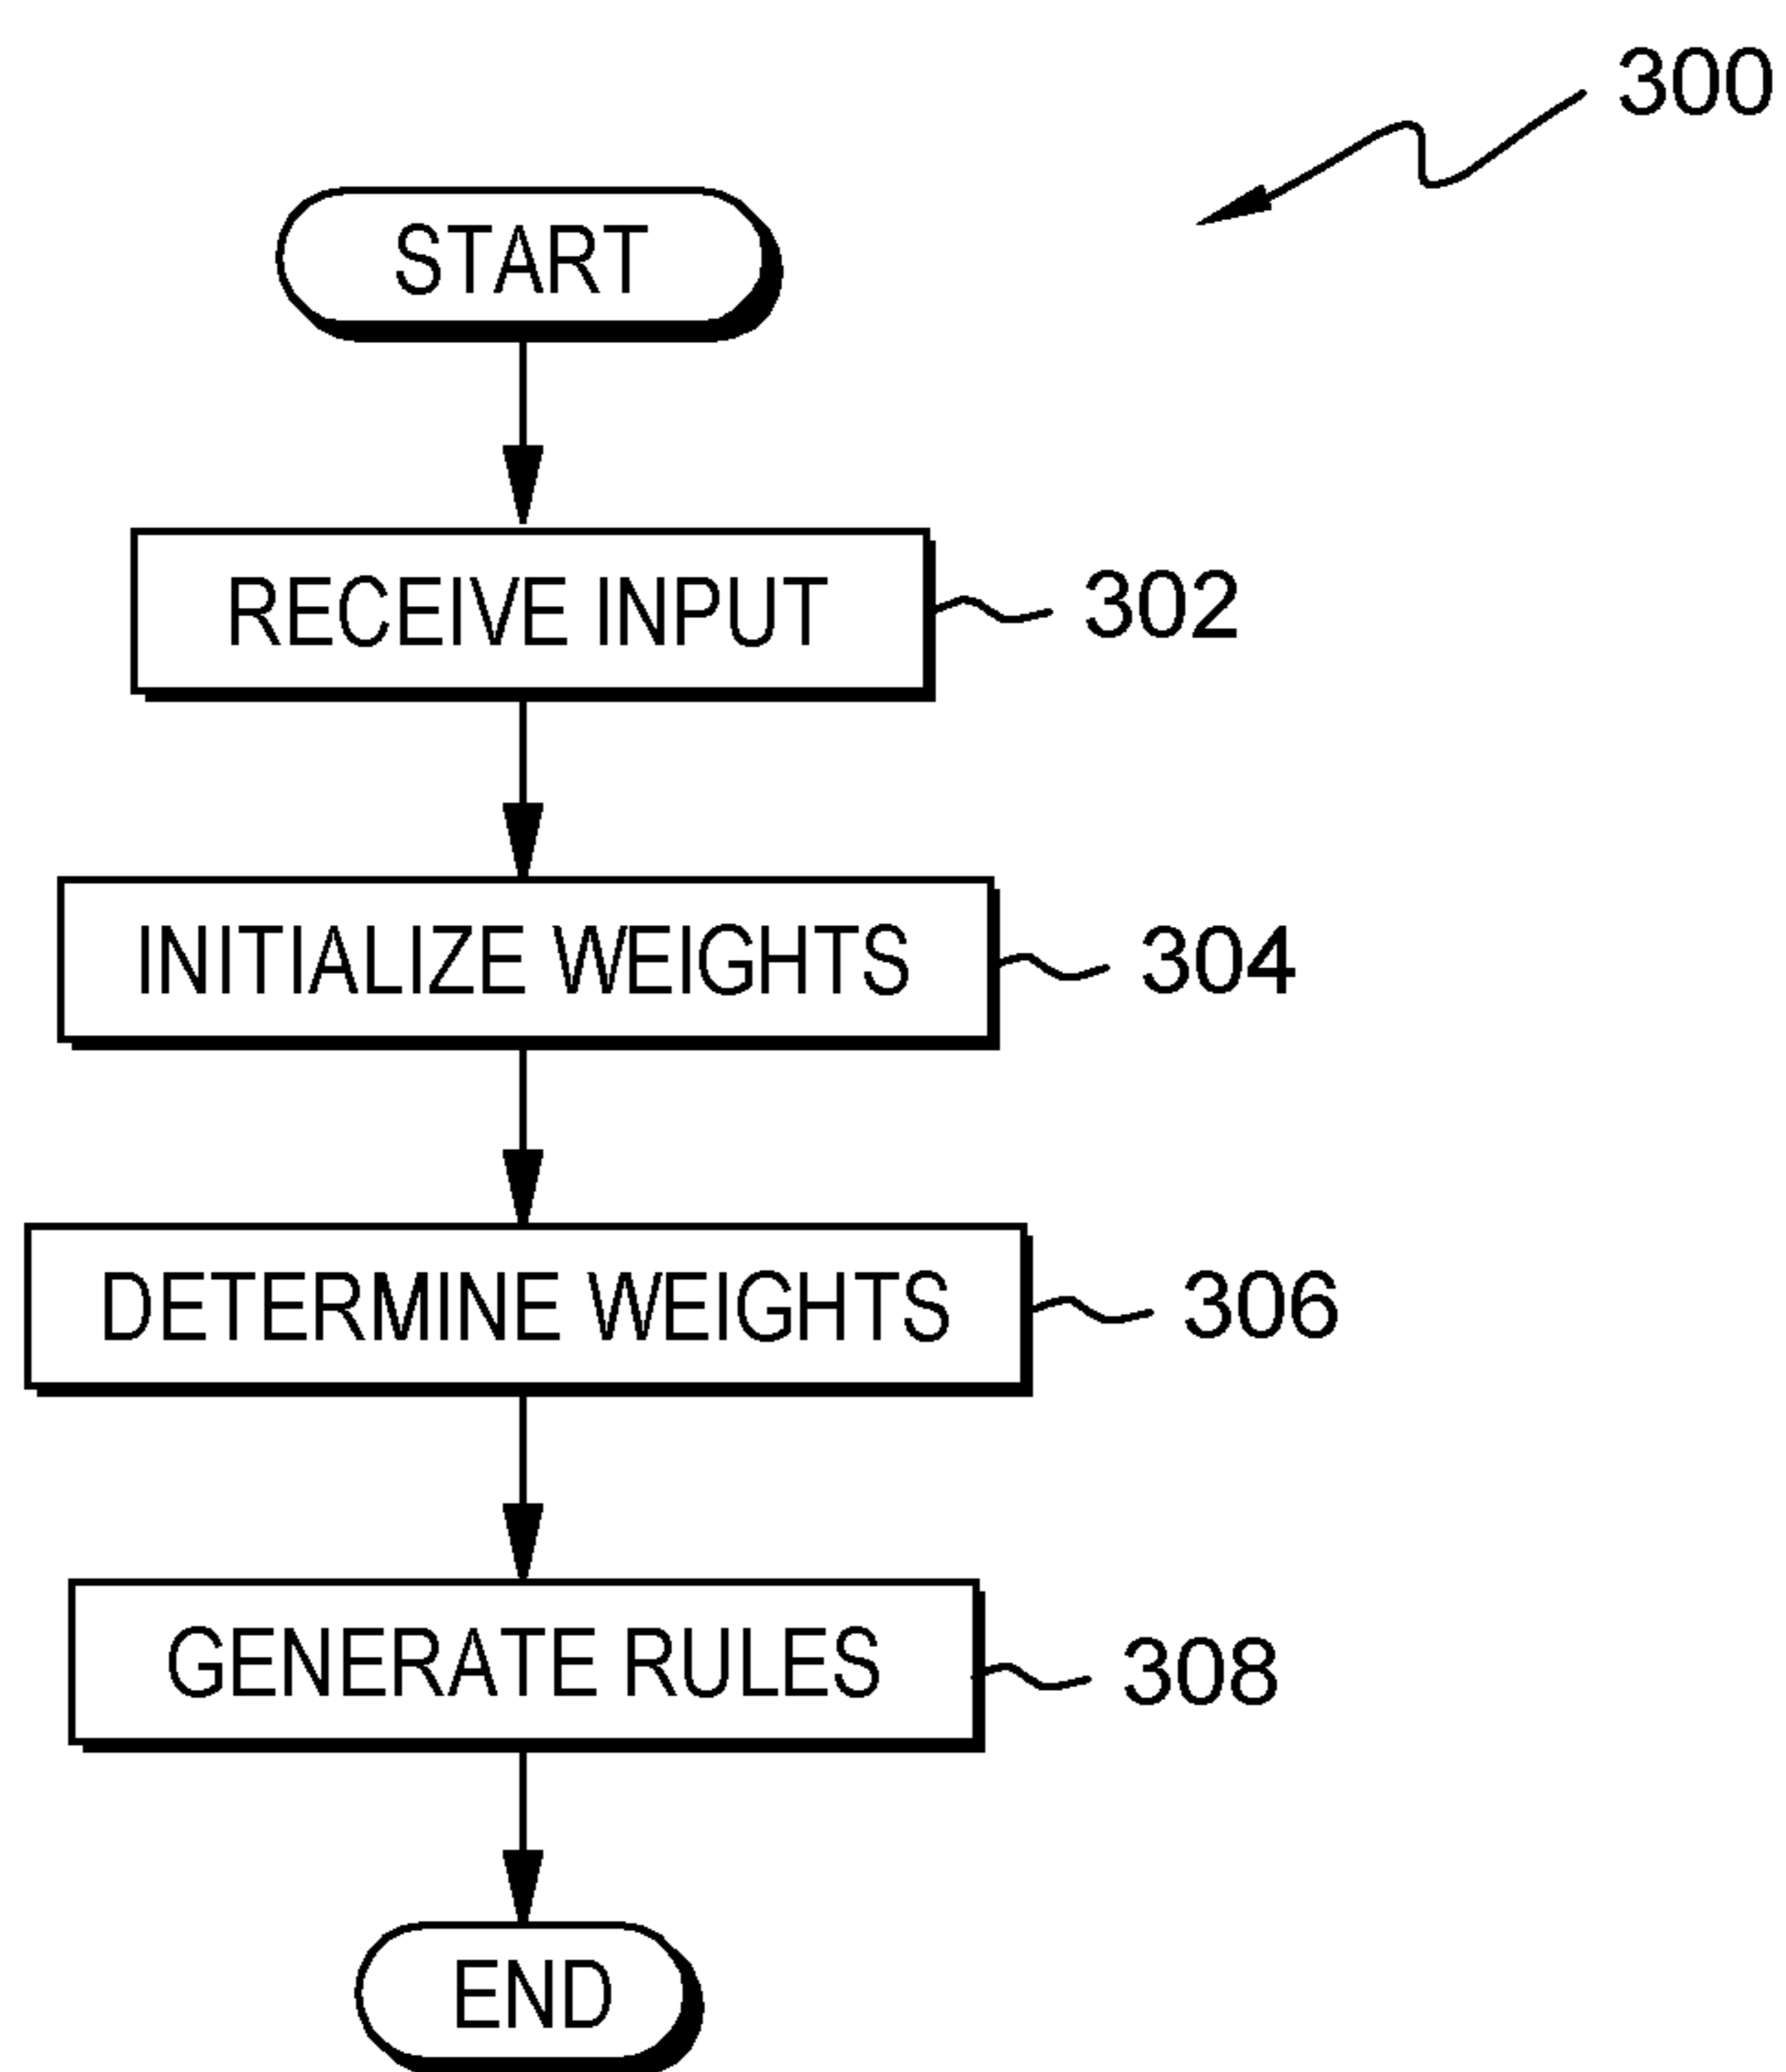 300
START
RECEIVE INPUT 302
INITIALIZE WEIGHTS 304
DETERMINE WEIGHTS 306
GENERATE RULES 308
END